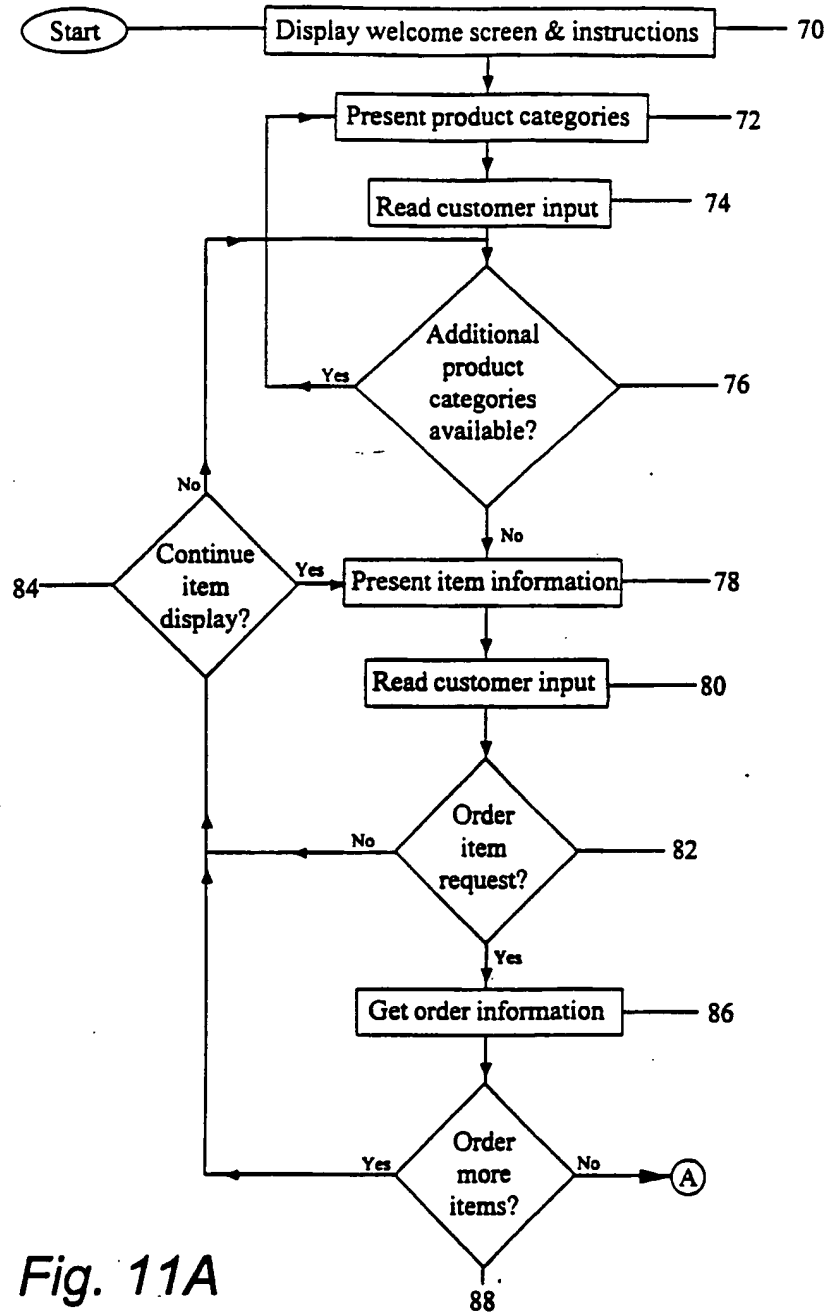 Start
Display welcome screen & instructions
70
Present product categories
72
Read customer input
74
Additional
product
categories
available?
Yes
76
No
No
Continue
item
display?
84
Yes
Present item information
78
Read customer input
80
Order
item
request?
No
82
Yes
Get order information
86
Order
more
items?
Yes
No
A
88
Fig. 11A